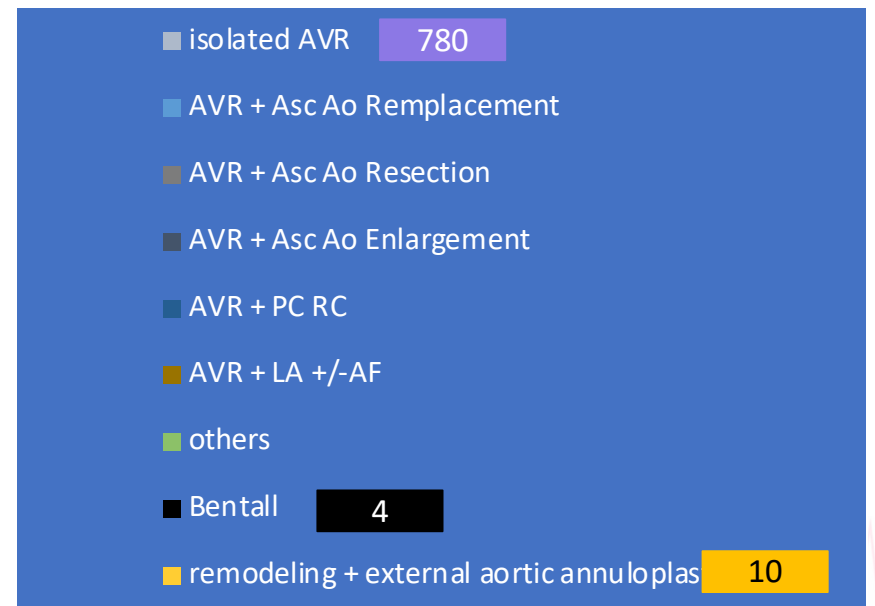 isolated AVR 780
AVR + Asc Ao Remplacement
AVR + Asc Ao Resection
AVR + Asc Ao Enlargement
AVR + PC RC
AVR + LA +/-AF
others
Bentall 4
remodeling + external aortic annuloplas 10